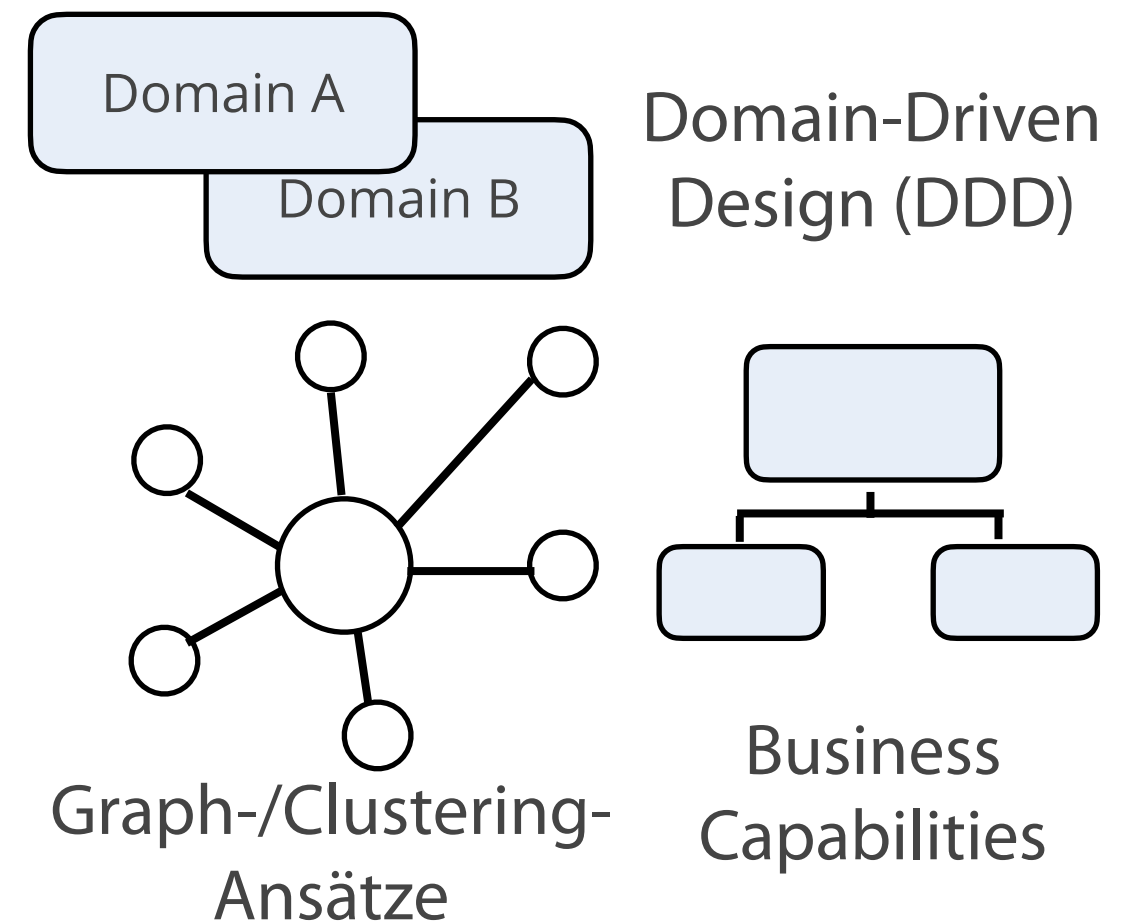 Domain A
Domain B
Domain-Driven
Design (DDD)
Graph-/Clustering-
Ansätze
Business
Capabilities